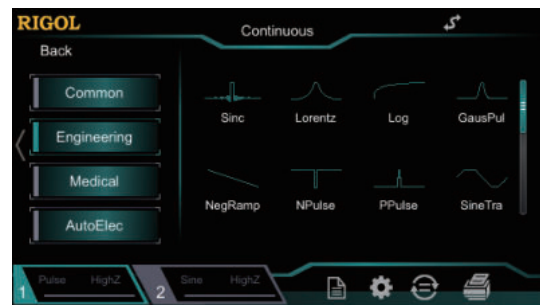 RIGOL
Continuous
Back
Common
Engineering
Medical
AutoElec
Sinc Lorentz Log GausPul
NegRamp NPulse PPulse SineTra
1 Pulse HighZ
2 Sine HighZ